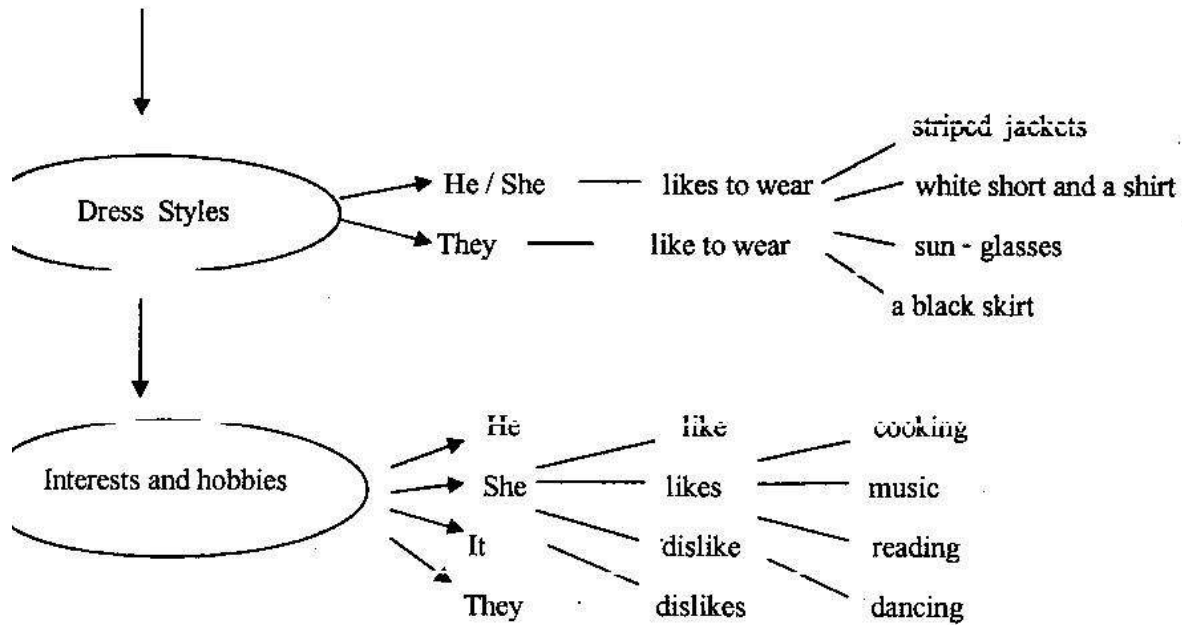 striped jackets
He / She likes to wear white short and a shirt
Dress Styles
They like to wear sun - glasses
a black skirt
He like cooking
Interests and hobbies
She likes music
It dislike reading
They dislikes dancing